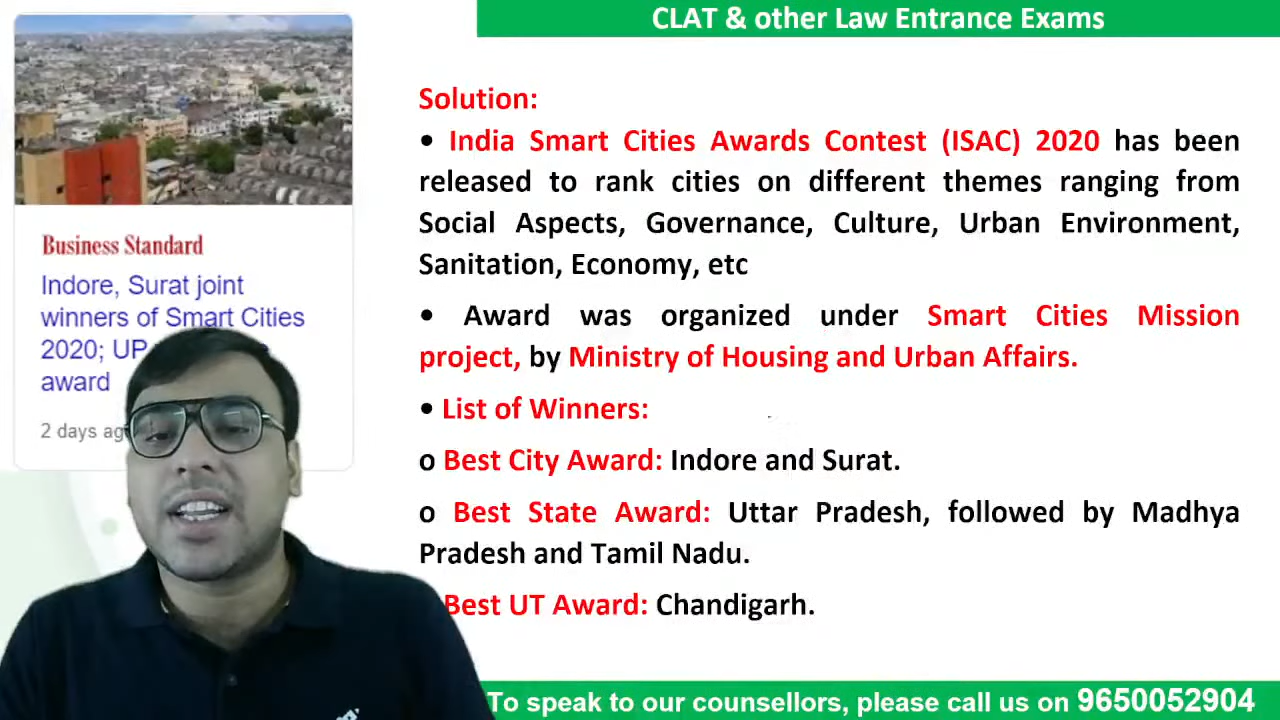 CLAT & other Law Entrance Exams
Business Standard
Indore, Surat joint
winners of Smart Cities
2020; UP
award
2 days ag
Solution:
• India Smart Cities Awards Contest (ISAC) 2020 has been
released to rank cities on different themes ranging from
Social Aspects, Governance, Culture, Urban Environment,
Sanitation, Economy, etc
• Award was organized under Smart Cities Mission
project, by Ministry of Housing and Urban Affairs.
• List of Winners:
o Best City Award: Indore and Surat.
o Best State Award: Uttar Pradesh, followed by Madhya
Pradesh and Tamil Nadu.
Best UT Award: Chandigarh.
To speak to our counsellors, please call us on 9650052904